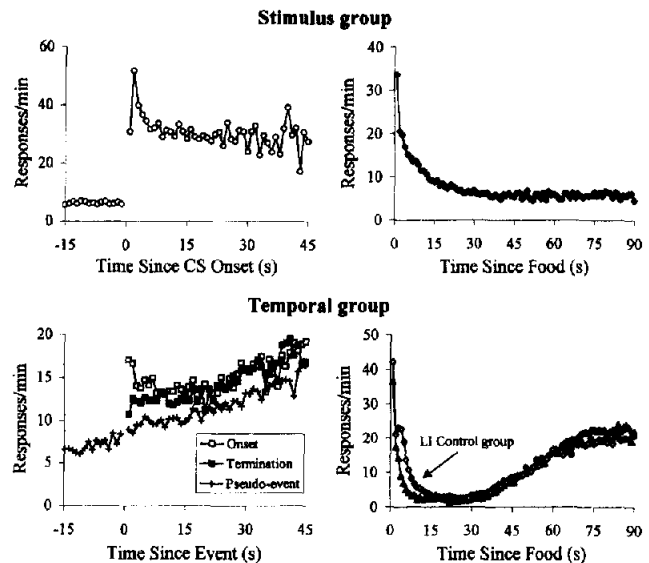 Stimulus group
60
40
20
0
Responses/min
-15 0 15 30 45
Time Since CS Onset (s)
40
30
20
10
0
Responses/min
0 15 30 45 60 75 90
Time Since Food (s)
Temporal group
20
15
10
5
0
Responses/min
Onset
Termination
Pseudo-event
-15 0 15 30 45
Time Since Event (s)
50
40
30
20
10
0
Responses/min
LI Control group
0 15 30 45 60 75 90
Time Since Food (s)